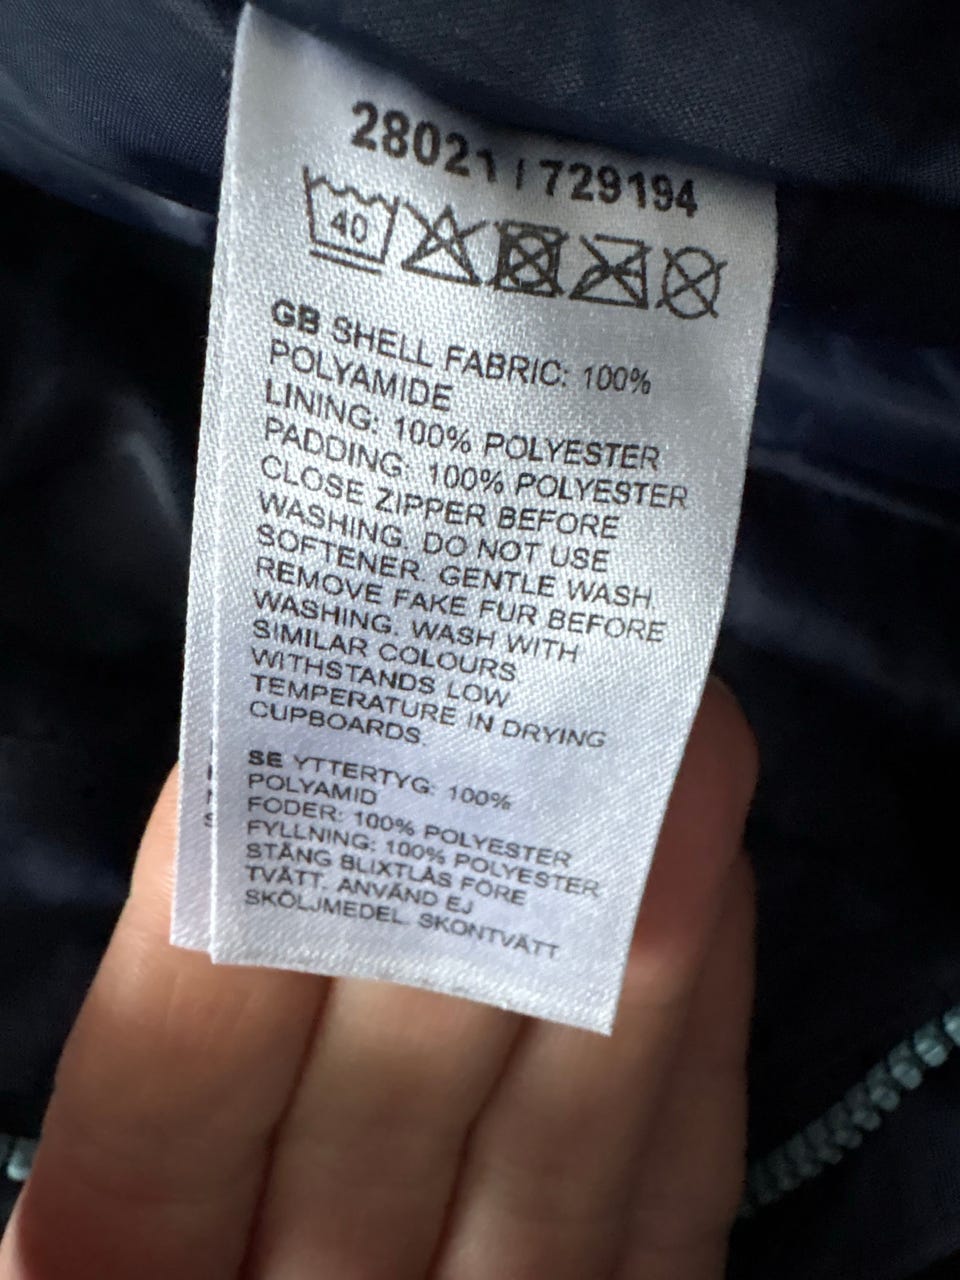 28021 | 729194
40
GB SHELL FABRIC: 100%
POLYAMIDE
LINING: 100% POLYESTER
PADDING: 100% POLYESTER
CLOSE ZIPPER BEFORE
WASHING. DO NOT USE
SOFTENER. GENTLE WASH.
REMOVE FAKE FUR BEFORE
WASHING. WASH WITH
SIMILAR COLOURS
WITHSTANDS LOW
TEMPERATURE IN DRYING
CUPBOARDS.
SE YTTERTYG: 100%
POLYAMID
FODER: 100% POLYESTER
FYLLNING: 100% POLYESTER
STÄNG BLIXTLÅS FÖRE
TVÄTT. ANVÄND EJ
SKÖLJMEDEL. SKONTVÄTT